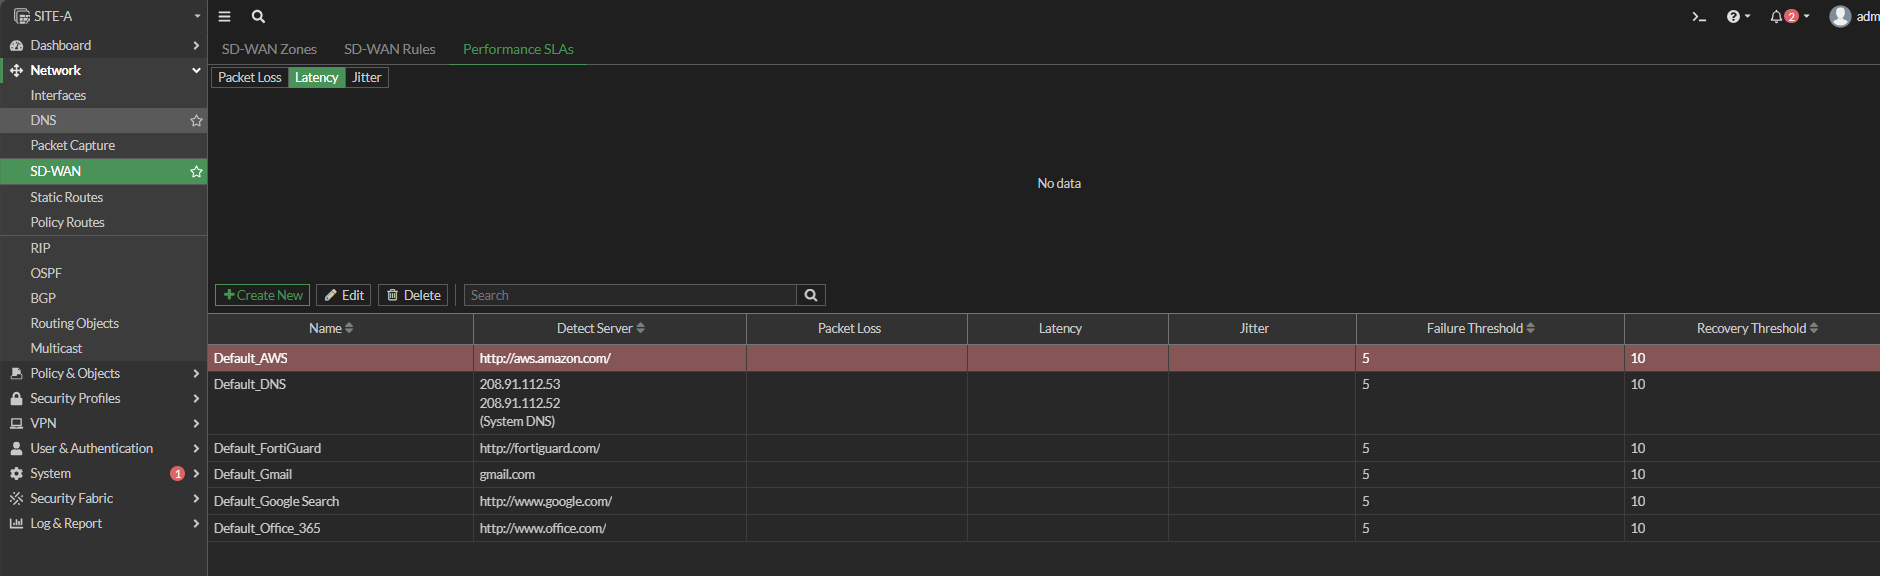 SITE-A
2
adm
Dashboard
Network
Interfaces
DNS
Packet Capture
SD-WAN
Static Routes
Policy Routes
RIP
OSPF
BGP
Routing Objects
Multicast
Policy & Objects
Security Profiles
VPN
User & Authentication
System 1
Security Fabric
Log & Report
SD-WAN Zones SD-WAN Rules Performance SLAs
Packet Loss Latency Jitter
No data
+ Create New Edit Delete Search
Name Detect Server Packet Loss Latency Jitter Failure Threshold Recovery Threshold
Default_AWS http://aws.amazon.com/ 5 10
Default_DNS 208.91.112.53 5 10
208.91.112.52
(System DNS)
Default_FortiGuard http://fortiguard.com/ 5 10
Default_Gmail gmail.com 5 10
Default_Google Search http://www.google.com/ 5 10
Default_Office_365 http://www.office.com/ 5 10